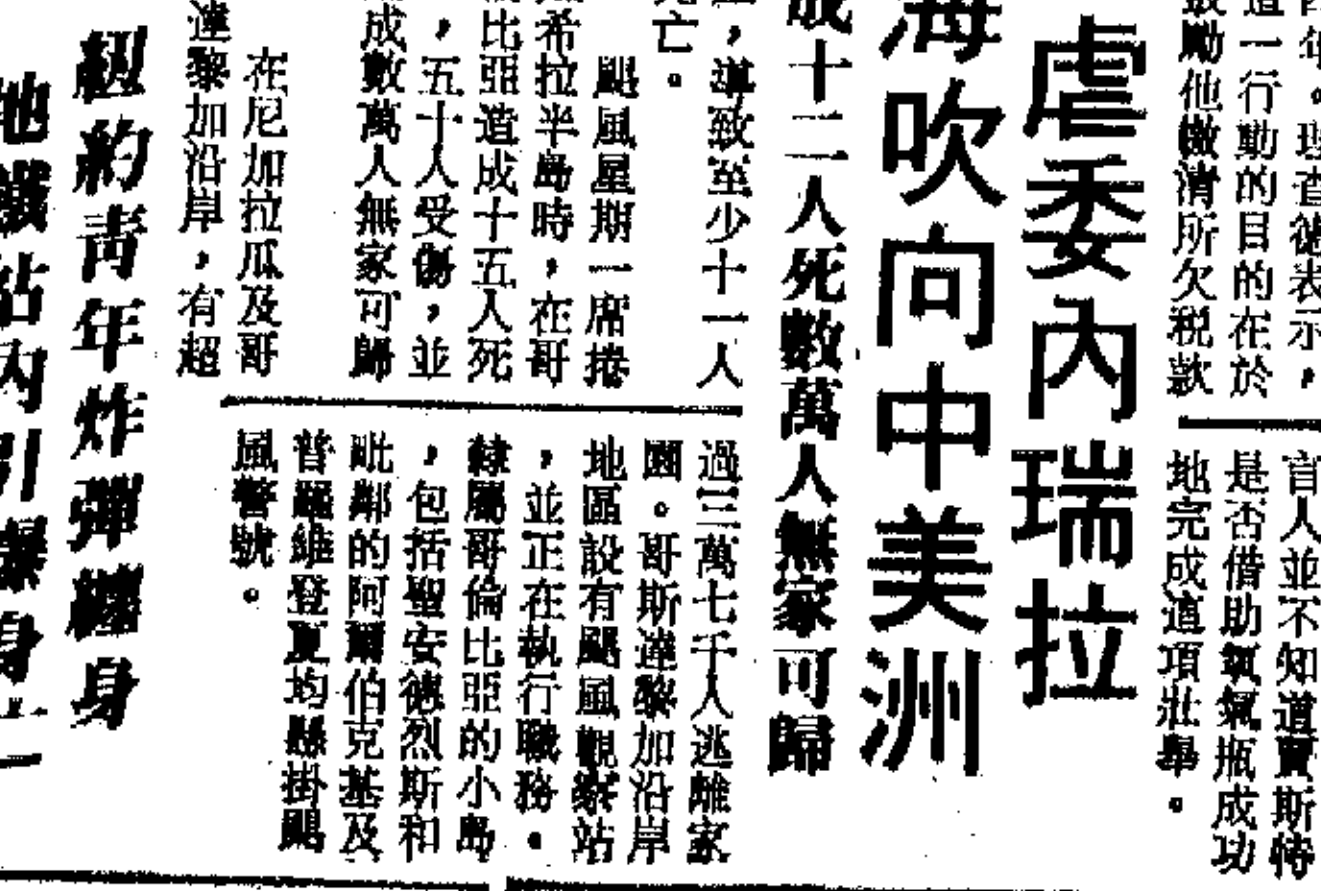 年。理查德表示，
這一行動的目的在於
鼓勵他繳清所欠税款
盲人並不知道賈斯特
是否借助氧氣瓶成功
地完成這項壯舉。
虐委內瑞拉
海吹向中美洲
成十二人死數萬人無家可歸
，導致至少十一人
死亡。
颶風星期一席捲
希拉半島時，在哥
比亞造成十五人死
，五十人受傷，並
成數萬人無家可歸
在尼加拉瓜及哥
達黎加沿岸，有超
過三萬七千人逃離家
園。哥斯達黎加沿岸
地區設有颶風觀察站
，並正在執行職務。
隸屬哥倫比亞的小島
，包括聖安德烈斯和
毗鄰的阿爾伯克基及
普羅維登夏均懸掛颶
風警號。
紐約青年炸彈纏身
地鐵站內引爆身